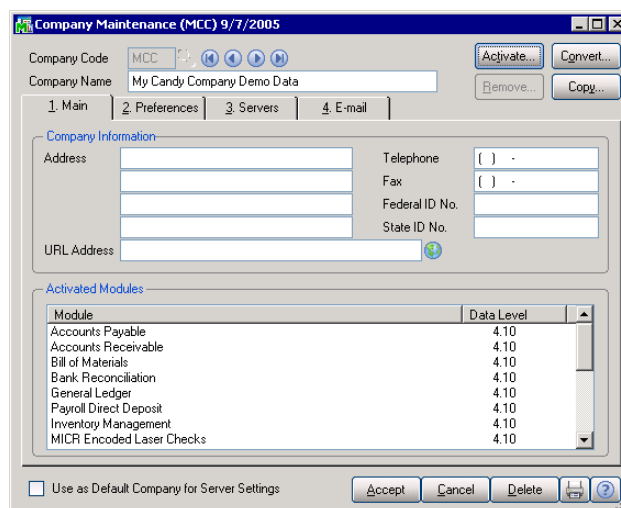 Company Maintenance (MCC) 9/7/2005
Company Code MCC Activate... Convert...
Company Name My Candy Company Demo Data Remove... Copy...
1. Main 2. Preferences 3. Servers 4. E-mail
Company Information
Address Telephone ( ) -
Fax ( ) -
Federal ID No.
State ID No.
URL Address
Activated Modules
Module Data Level
Accounts Payable 4.10
Accounts Receivable 4.10
Bill of Materials 4.10
Bank Reconciliation 4.10
General Ledger 4.10
Payroll Direct Deposit 4.10
Inventory Management 4.10
MICR Encoded Laser Checks 4.10
Use as Default Company for Server Settings Accept Cancel Delete ?